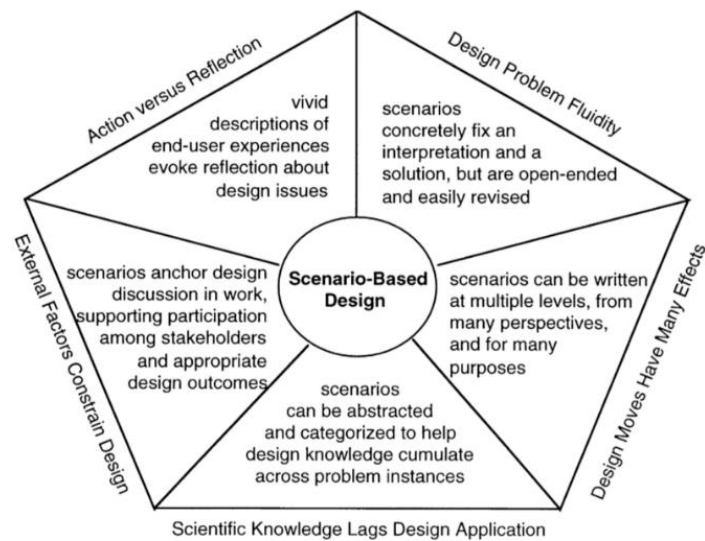 Action versus Reflection
Design Problem Fluidity
vivid
descriptions of
end-user experiences
evoke reflection about
design issues
scenarios
concretely fix an
interpretation and a
solution, but are open-ended
and easily revised
External Factors Constrain Design
scenarios anchor design
discussion in work,
supporting participation
among stakeholders
and appropriate
design outcomes
Scenario-Based
Design
scenarios can be written
at multiple levels, from
many perspectives,
and for many
purposes
Design Moves Have Many Effects
scenarios
can be abstracted
and categorized to help
design knowledge cumulate
across problem instances
Scientific Knowledge Lags Design Application